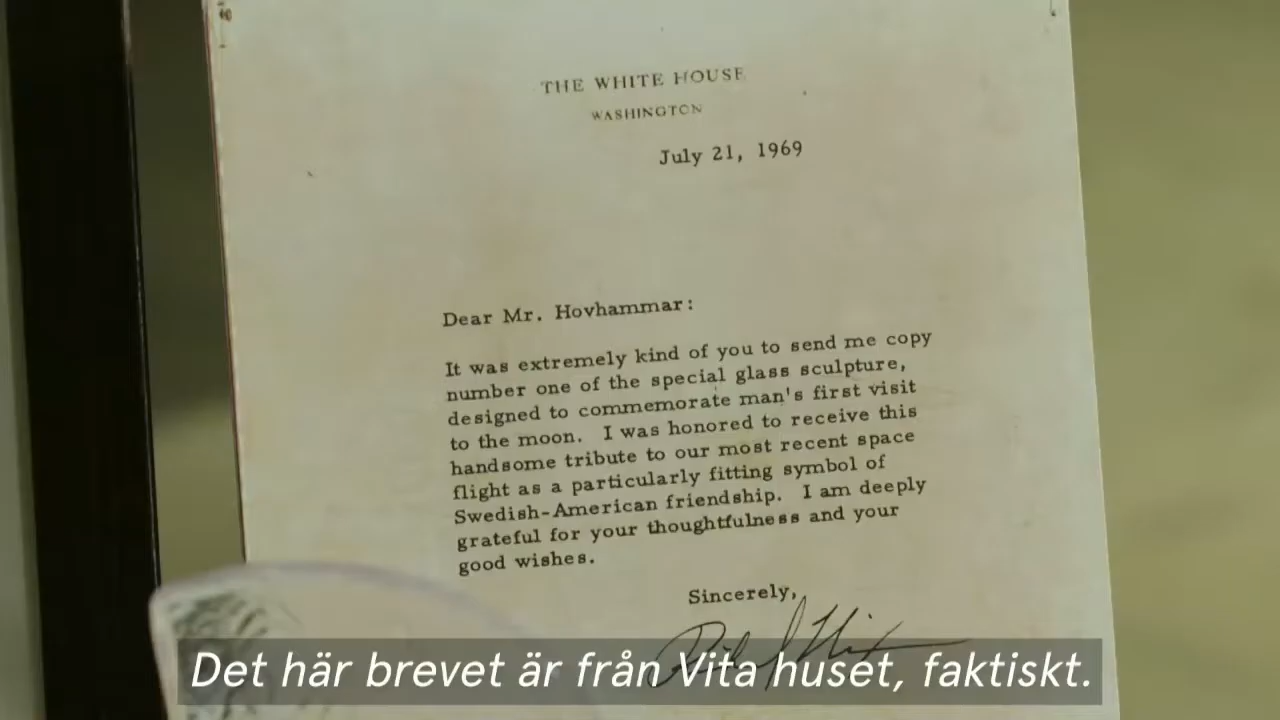 THE WHITE HOUSE
WASHINGTON
July 21, 1969
Dear Mr. Hovhammar:
It was extremely kind of you to send me copy
number one of the special glass sculpture,
designed to commemorate man's first visit
to the moon. I was honored to receive this
handsome tribute to our most recent space
flight as a particularly fitting symbol of
Swedish-American friendship. I am deeply
grateful for your thoughtfulness and your
good wishes.
Sincerely,
Det här brevet är från Vita huset, faktiskt.